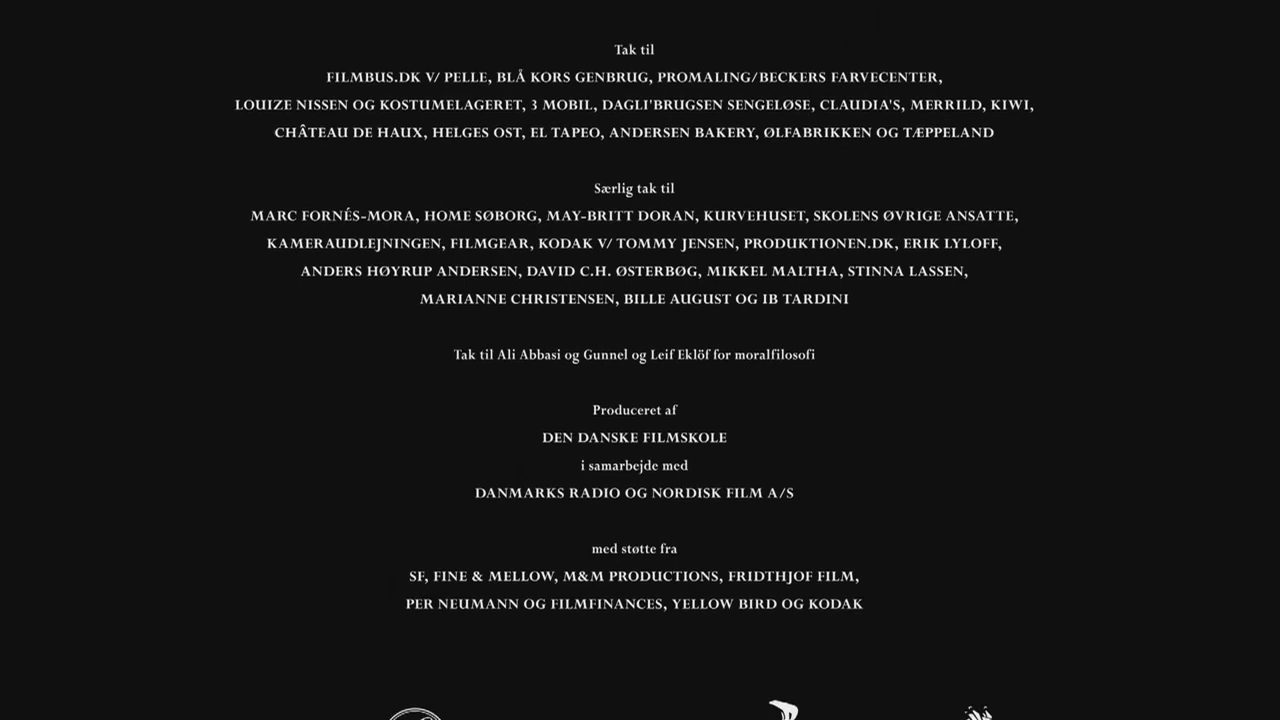 Tak til
FILMBUS.DK V/ PELLE, BLÅ KORS GENBRUG, PROMALING/BECKERS FARVECENTER,
LOUIZE NISSEN OG KOSTUMELAGERET, 3 MOBIL, DAGLI'BRUGSEN SENGELØSE, CLAUDIA'S, MERRILD, KIWI,
CHÂTEAU DE HAUX, HELGES OST, EL TAPEO, ANDERSEN BAKERY, ØLFABRIKKEN OG TÆPPELAND
Særlig tak til
MARC FORNÉS-MORA, HOME SØBORG, MAY-BRITT DORAN, KURVEHUSET, SKOLENS ØVRIGE ANSATTE,
KAMERAUDLEJNINGEN, FILMGEAR, KODAK V/ TOMMY JENSEN, PRODUKTIONEN.DK, ERIK LYLOFF,
ANDERS HØYRUP ANDERSEN, DAVID C.H. ØSTERBØG, MIKKEL MALTHA, STINNA LASSEN,
MARIANNE CHRISTENSEN, BILLE AUGUST OG IB TARDINI
Tak til Ali Abbasi og Gunnel og Leif Eklöf for moralfilosofi
Produceret af
DEN DANSKE FILMSKOLE
i samarbejde med
DANMARKS RADIO OG NORDISK FILM A/S
med støtte fra
SF, FINE & MELLOW, M&M PRODUCTIONS, FRIDTHJOF FILM,
PER NEUMANN OG FILMFINANCES, YELLOW BIRD OG KODAK